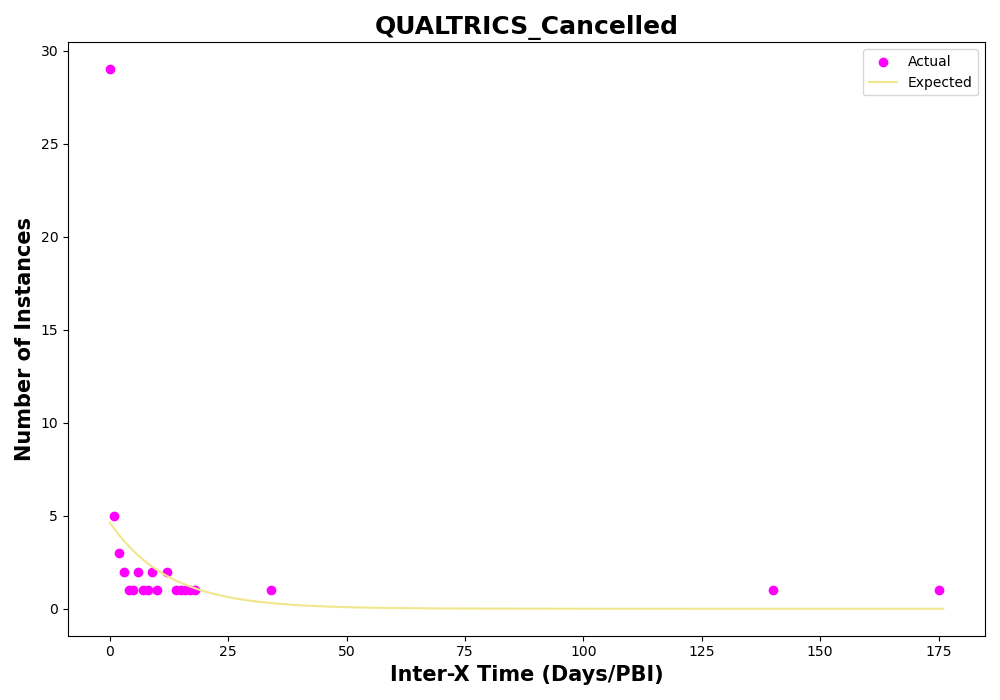 QUALTRICS_Cancelled
Actual
Expected
Number of Instances
30
25
20
15
10
5
0
0 25 50 75 100 125 150 175
Inter-X Time (Days/PBI)